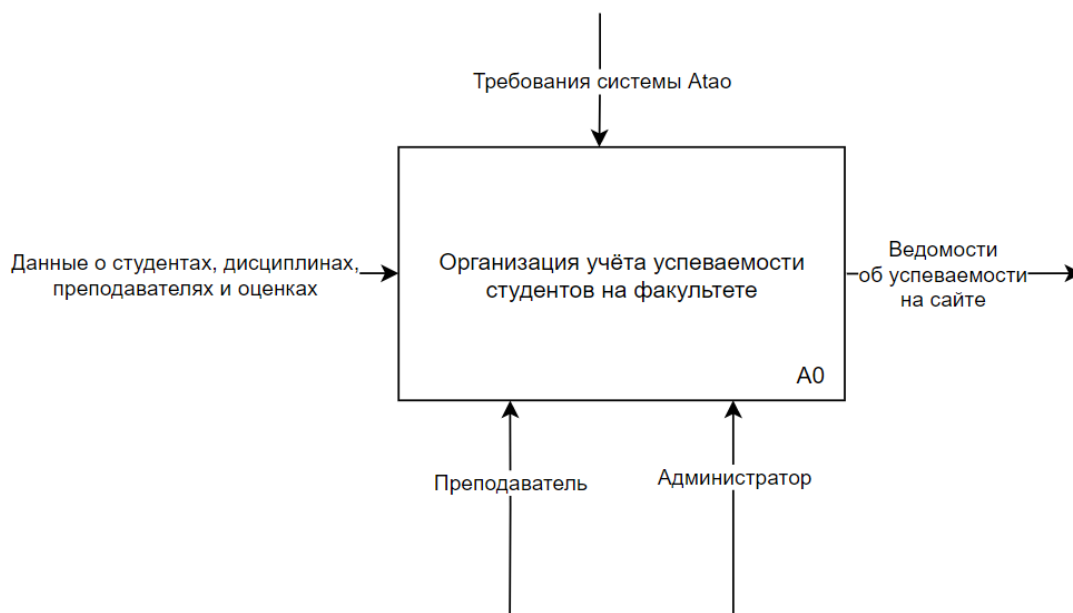 Требования системы Atao
Данные о студентах, дисциплинах,
преподавателях и оценках
Организация учёта успеваемости
студентов на факультете
Ведомости
об успеваемости
на сайте
A0
Преподаватель
Администратор